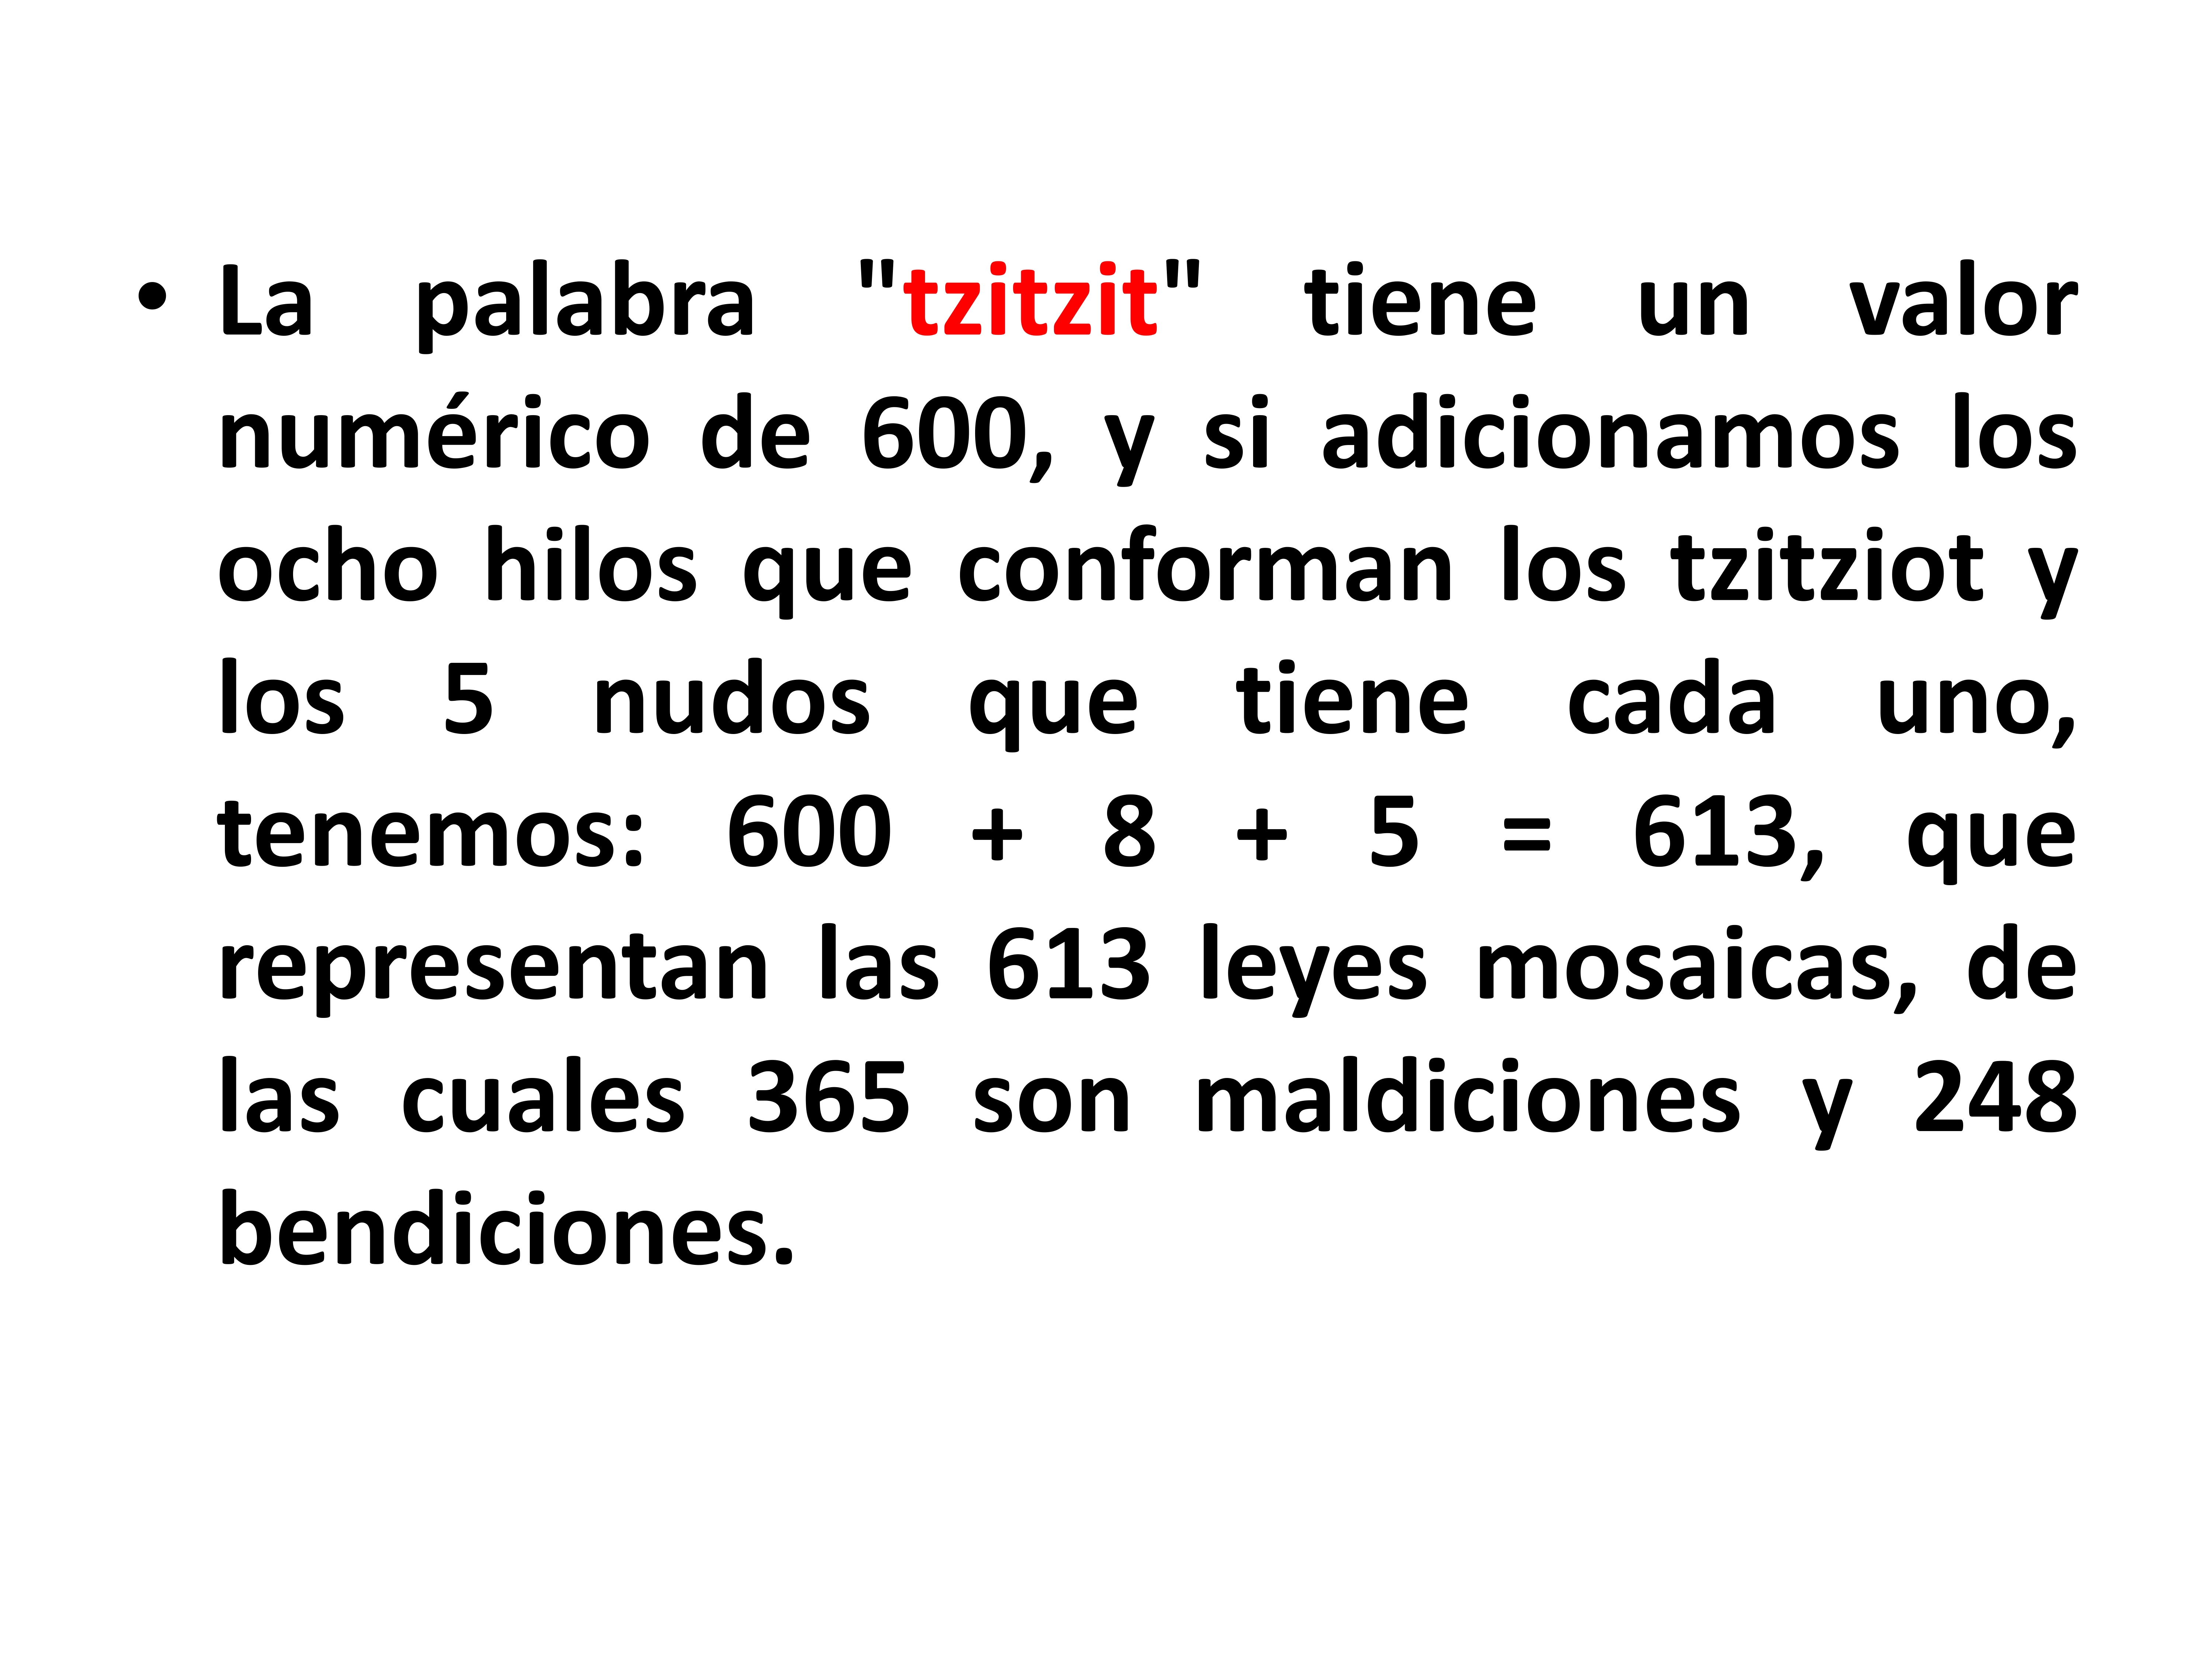 • La palabra "tzitzit" tiene un valor
numérico de 600, y si adicionamos los
ocho hilos que conforman los tzitziot y
los 5 nudos que tiene cada uno,
tenemos: 600 + 8 + 5 = 613, que
representan las 613 leyes mosaicas, de
las cuales 365 son maldiciones y 248
bendiciones.